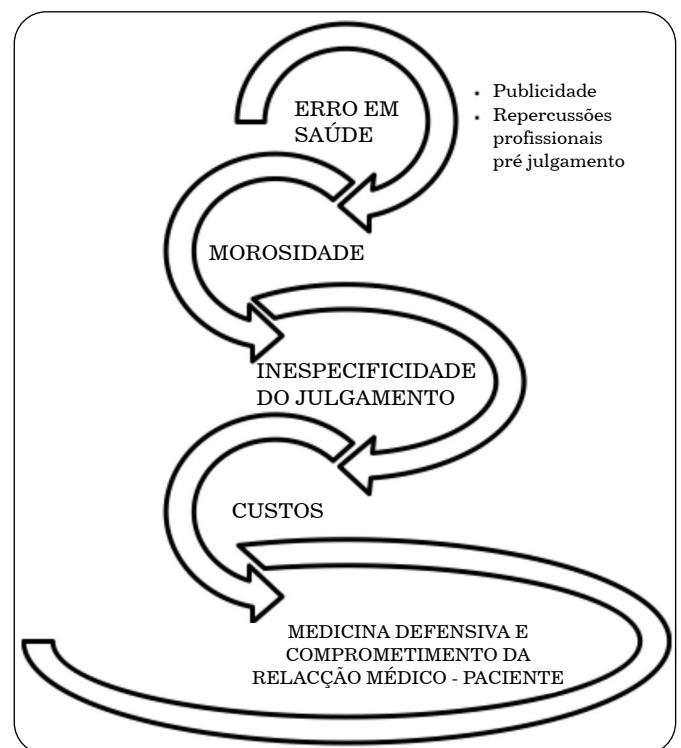 ERRO EM
SAÚDE
• Publicidade
• Repercussões
profissionais
pré julgamento
MOROSIDADE
INESPECIFICIDADE
DO JULGAMENTO
CUSTOS
MEDICINA DEFENSIVA E
COMPROMETIMENTO DA
RELACÇÃO MÉDICO - PACIENTE